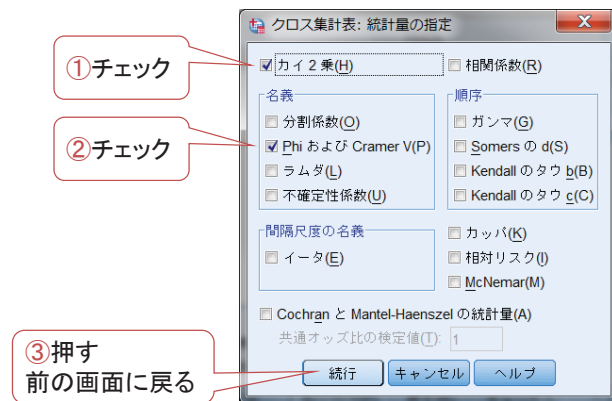 クロス集計表: 統計量の指定
①チェック
カイ2乗(H)
相関係数(R)
名義
分割係数(O)
②チェック
Phi および Cramer V(P)
ラムダ(L)
不確定性係数(U)
順序
ガンマ(G)
Somers の d(S)
Kendall のタウ b(B)
Kendall のタウ c(C)
間隔尺度の名義
イータ(E)
カッパ(K)
相対リスク(I)
McNemar(M)
Cochran と Mantel-Haenszel の統計量(A)
共通オッズ比の検定値(T): 1
③押す
前の画面に戻る
続行
キャンセル
ヘルプ